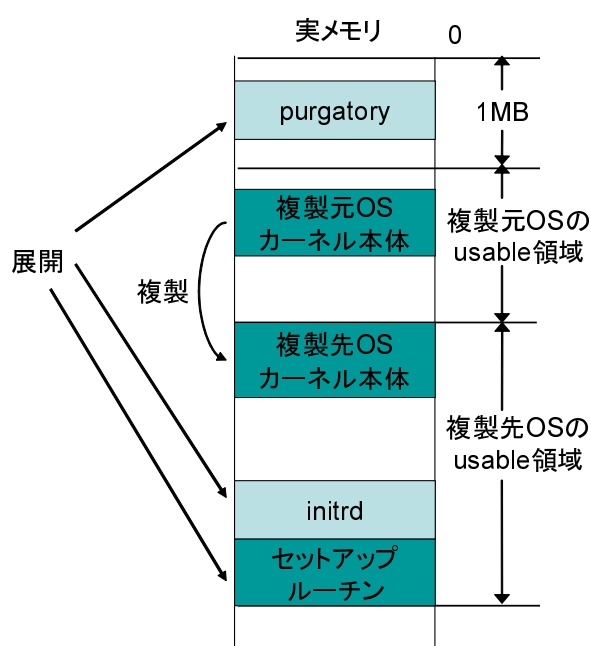 実メモリ
0
purgatory
1MB
複製元OS
カーネル本体
複製元OSの
usable領域
展開
複製
複製先OS
カーネル本体
複製先OSの
usable領域
initrd
セットアップ
ルーチン